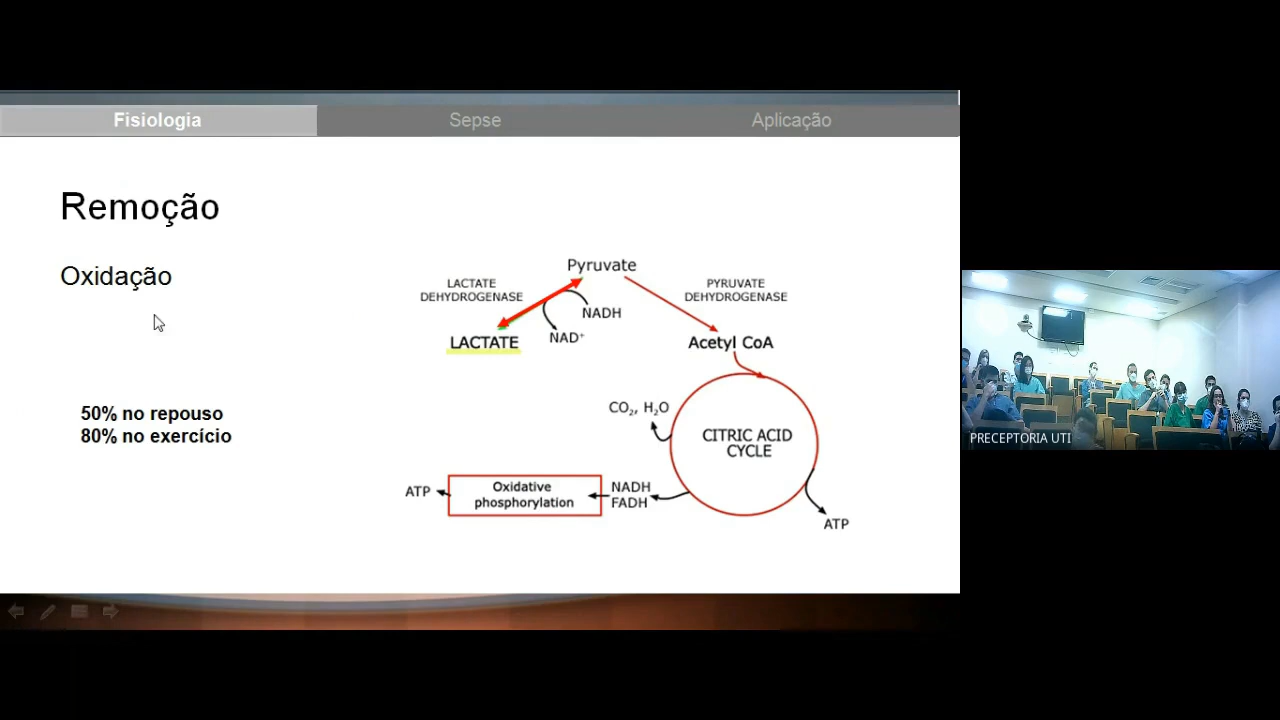 Fisiologia
Sepse
Aplicação
Remoção
Oxidação
50% no repouso
80% no exercício
Pyruvate
LACTATE
DEHYDROGENASE
PYRUVATE
DEHYDROGENASE
NADH
NAD⁺
LACTATE
Acetyl CoA
CO₂, H₂O
CITRIC ACID
CYCLE
NADH
FADH
Oxidative
phosphorylation
ATP
ATP
PRECEPTORIA UTI